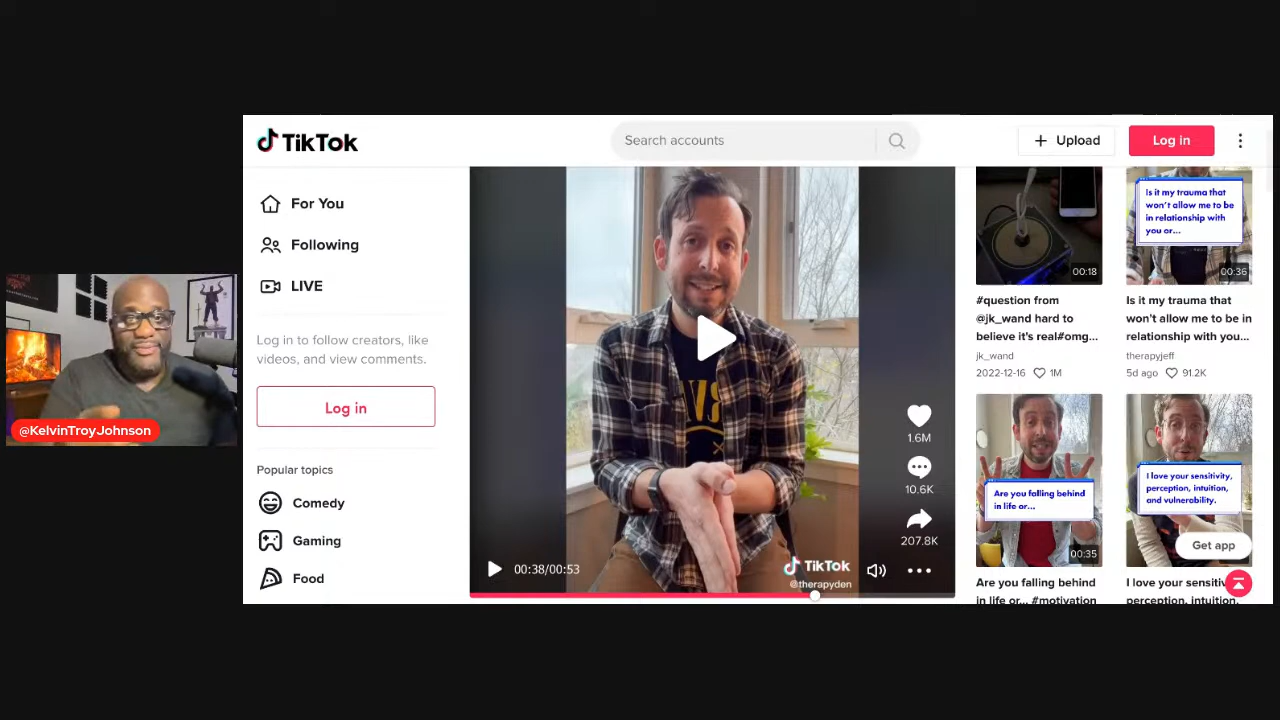 TikTok
Search accounts
Upload
Log in
For You
Following
LIVE
Log in to follow creators, like
videos, and view comments.
Log in
Popular topics
Comedy
Gaming
Food
@KelvinTroyJohnson
1.6M
10.6K
207.8K
00:38/00:53
TikTok
@therapyden
00:18
#question from
@jk_wand hard to
believe it's real#omg...
jk_wand
2022-12-16 1M
Is it my trauma that
won't allow me to be
in relationship with
you or...
00:36
Is it my trauma that
won't allow me to be in
relationship with you...
therapyjeff
5d ago 91.2K
Are you falling behind
in life or...
00:35
Are you falling behind
in life or... #motivation
I love your sensitivity,
perception, intuition,
and vulnerability.
Get app
I love your sensitiv
perception, intuition,